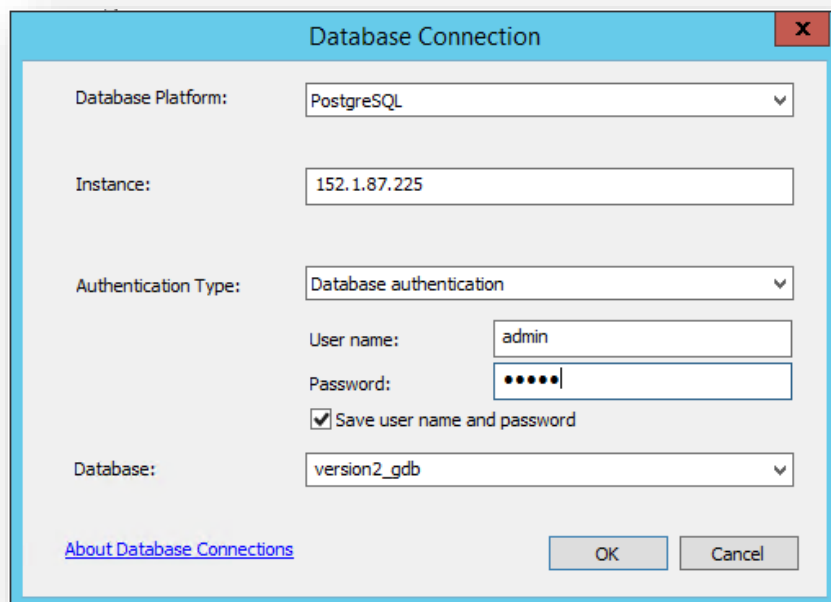 Database Connection
x
Database Platform: PostgreSQL
Instance: 152.1.87.225
Authentication Type: Database authentication
User name: admin
Password: •••••
Save user name and password
Database: version2_gdb
About Database Connections OK Cancel